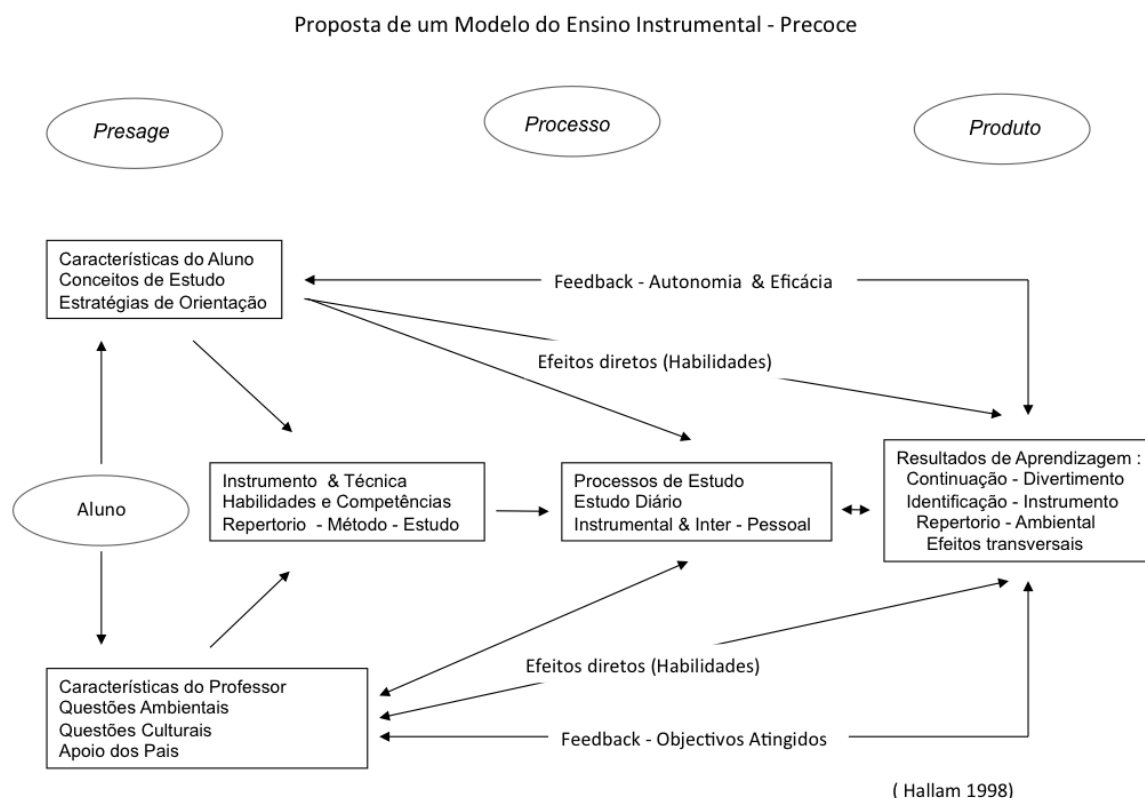 Proposta de um Modelo do Ensino Instrumental - Precoce
Presage
Processo
Produto
Características do Aluno
Conceitos de Estudo
Estratégias de Orientação
Feedback - Autonomia & Eficácia
Efeitos diretos (Habilidades)
Aluno
Instrumento & Técnica
Habilidades e Competências
Repertorio - Método - Estudo
Processos de Estudo
Estudo Diário
Instrumental & Inter - Pessoal
Resultados de Aprendizagem :
Continuação - Divertimento
Identificação - Instrumento
Repertorio - Ambiental
Efeitos transversais
Efeitos diretos (Habilidades)
Características do Professor
Questões Ambientais
Questões Culturais
Apoio dos Pais
Feedback - Objectivos Atingidos
( Hallam 1998)